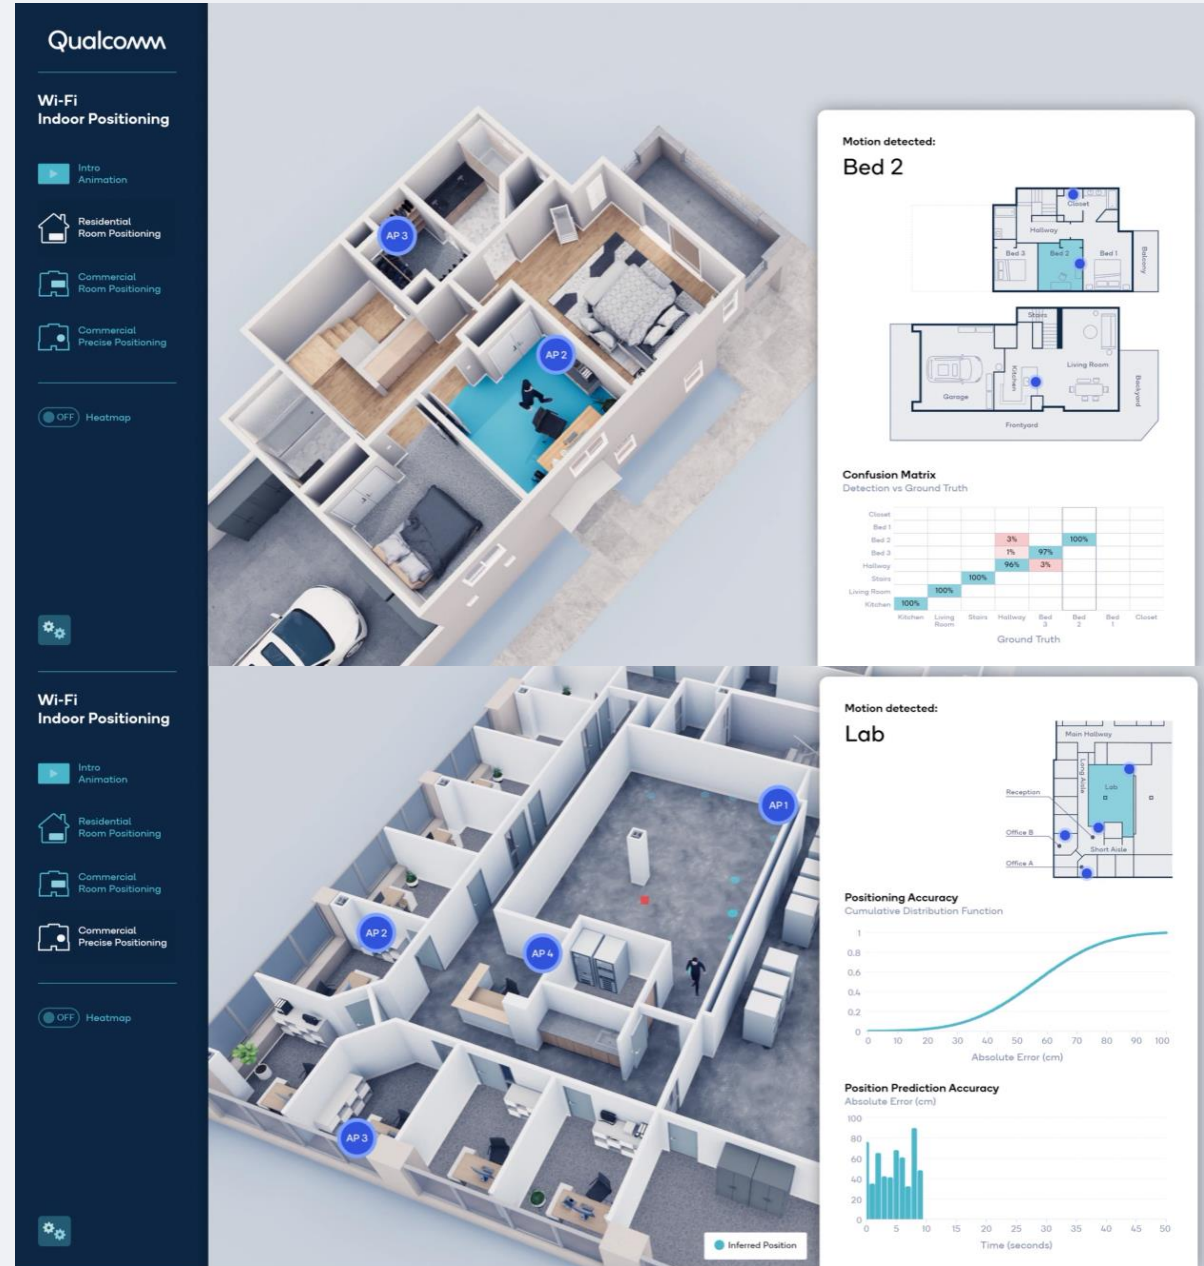 Qualcomm
Wi-Fi
Indoor Positioning
Intro
Animation
Residential
Room Positioning
Commercial
Room Positioning
Commercial
Precise Positioning
OFF Heatmap
AP 3
AP 2
Motion detected:
Bed 2
Closet
Hallway
Bed 3 Bed 2 Bed 1
Balcony
Stairs
Living Room
Kitchen
Garage
Backyard
Frontyard
Confusion Matrix
Detection vs Ground Truth
Closet
Bed 1
Bed 2 3% 100%
Bed 3 1% 97%
Hallway 96% 3%
Stairs 100%
Living Room 100%
Kitchen 100%
Kitchen Living Room Stairs Hallway Bed 3 Bed 2 Bed 1 Closet
Ground Truth
Wi-Fi
Indoor Positioning
Intro
Animation
Residential
Room Positioning
Commercial
Room Positioning
Commercial
Precise Positioning
OFF Heatmap
AP 1
AP 2
AP 4
AP 3
Inferred Position
Motion detected:
Lab
Main Hallway
Long Aisle
Lab
Reception
Office B
Short Aisle
Office A
Positioning Accuracy
Cumulative Distribution Function
1
0.8
0.6
0.4
0.2
0
0 10 20 30 40 50 60 70 80 90 100
Absolute Error (cm)
Position Prediction Accuracy
Absolute Error (cm)
100
80
60
40
20
0
0 5 10 15 20 25 30 35 40 45 50
Time (seconds)